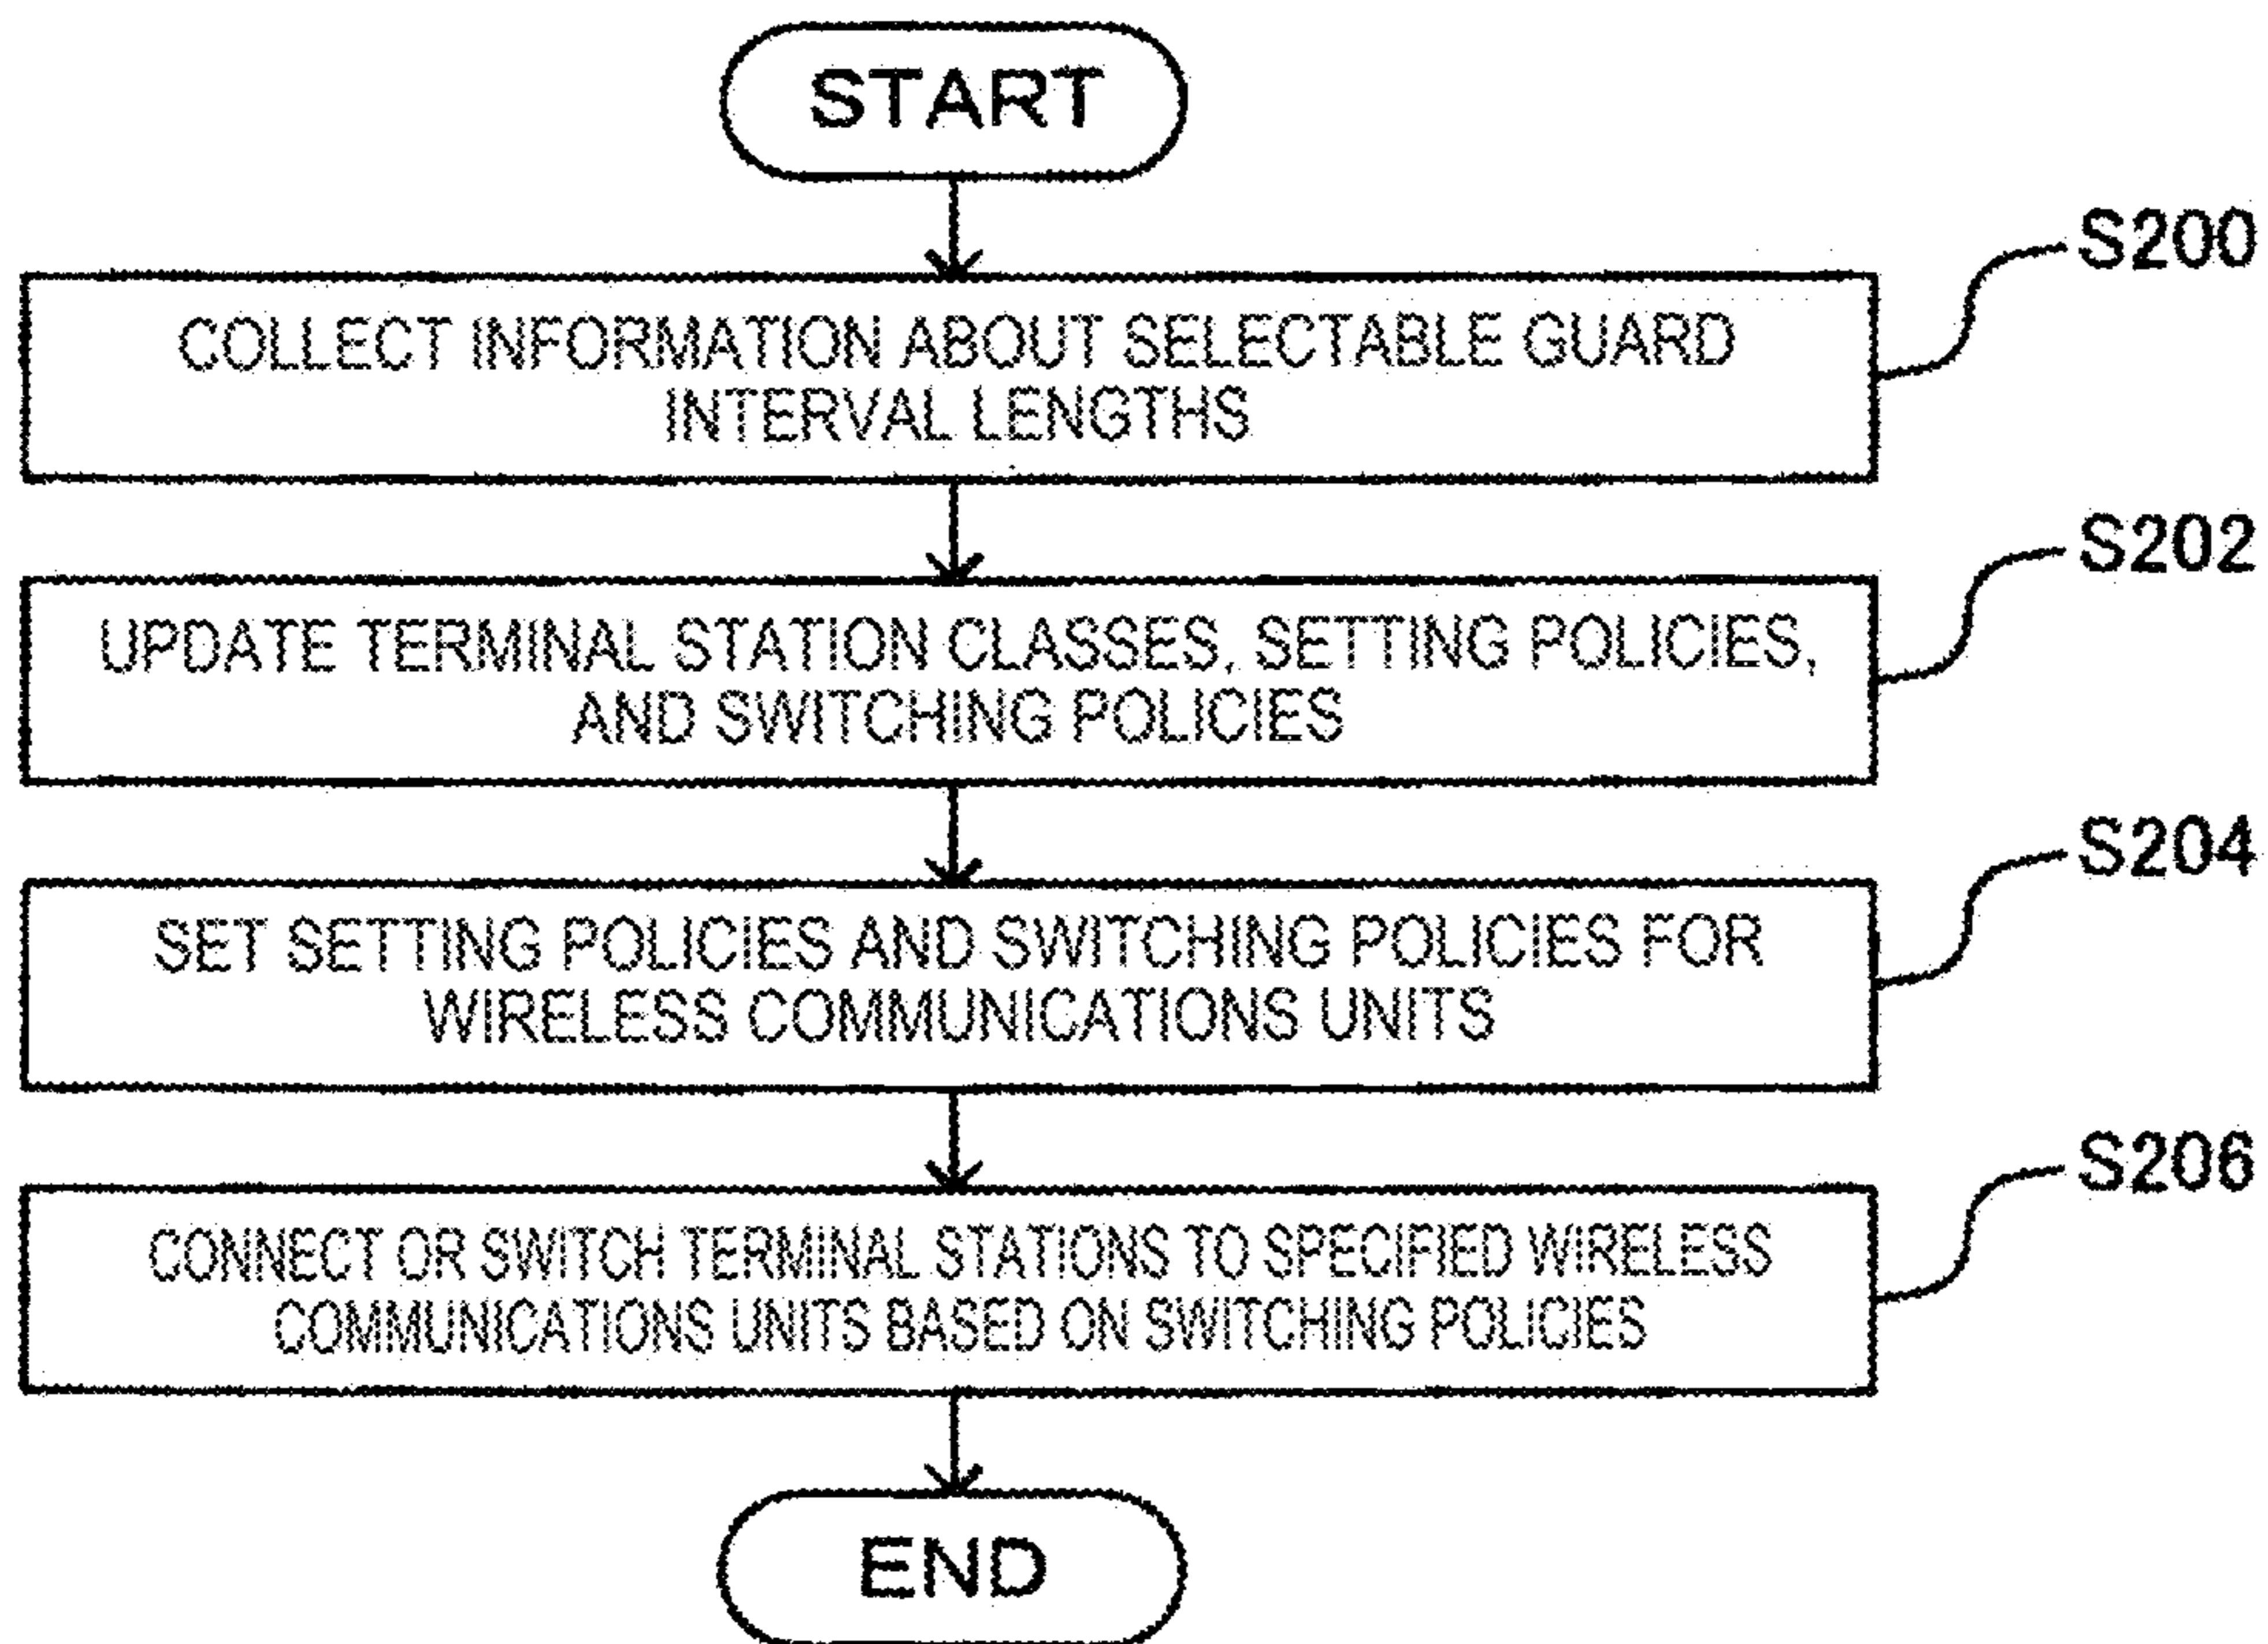 START
S200
COLLECT INFORMATION ABOUT SELECTABLE GUARD
INTERVAL LENGTHS
S202
UPDATE TERMINAL STATION CLASSES, SETTING POLICIES,
AND SWITCHING POLICIES
S204
SET SETTING POLICIES AND SWITCHING POLICIES FOR
WIRELESS COMMUNICATIONS UNITS
S206
CONNECT OR SWITCH TERMINAL STATIONS TO SPECIFIED WIRELESS
COMMUNICATIONS UNITS BASED ON SWITCHING POLICIES
END